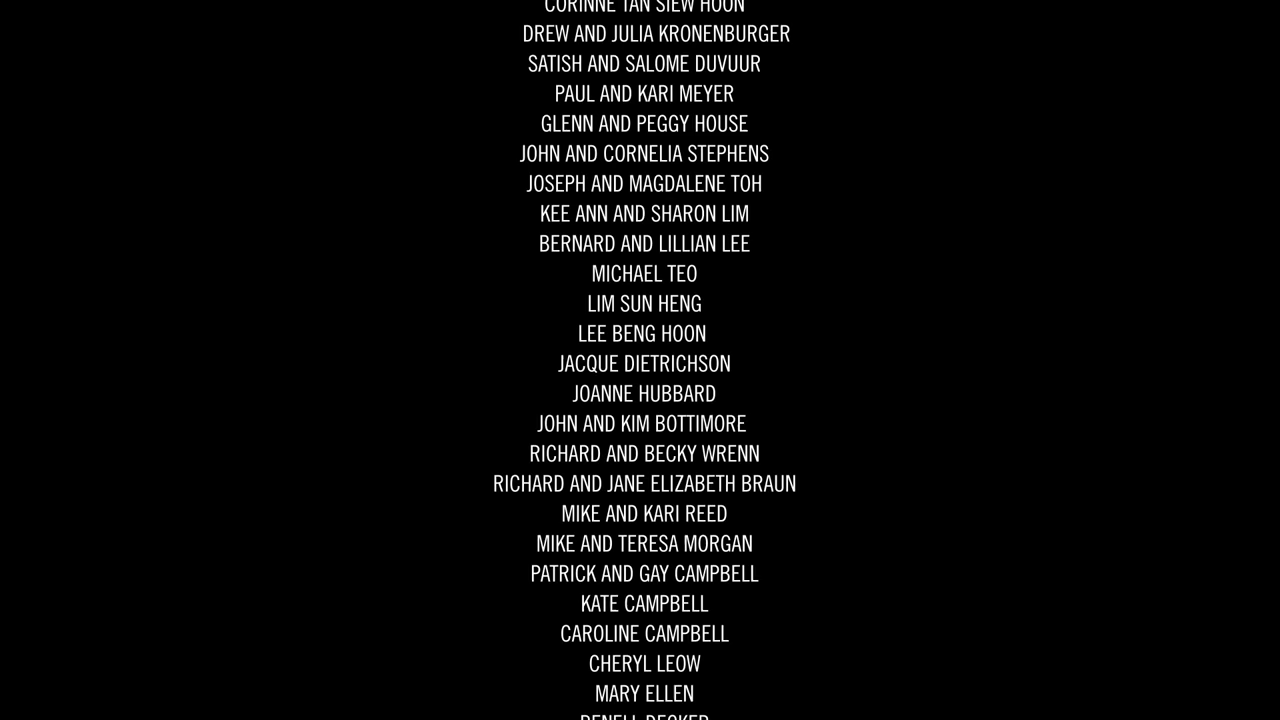 CORINNE TAN SIEW HOON
DREW AND JULIA KRONENBURGER
SATISH AND SALOME DUVUUR
PAUL AND KARI MEYER
GLENN AND PEGGY HOUSE
JOHN AND CORNELIA STEPHENS
JOSEPH AND MAGDALENE TOH
KEE ANN AND SHARON LIM
BERNARD AND LILLIAN LEE
MICHAEL TEO
LIM SUN HENG
LEE BENG HOON
JACQUE DIETRICHSON
JOANNE HUBBARD
JOHN AND KIM BOTTIMORE
RICHARD AND BECKY WRENN
RICHARD AND JANE ELIZABETH BRAUN
MIKE AND KARI REED
MIKE AND TERESA MORGAN
PATRICK AND GAY CAMPBELL
KATE CAMPBELL
CAROLINE CAMPBELL
CHERYL LEOW
MARY ELLEN